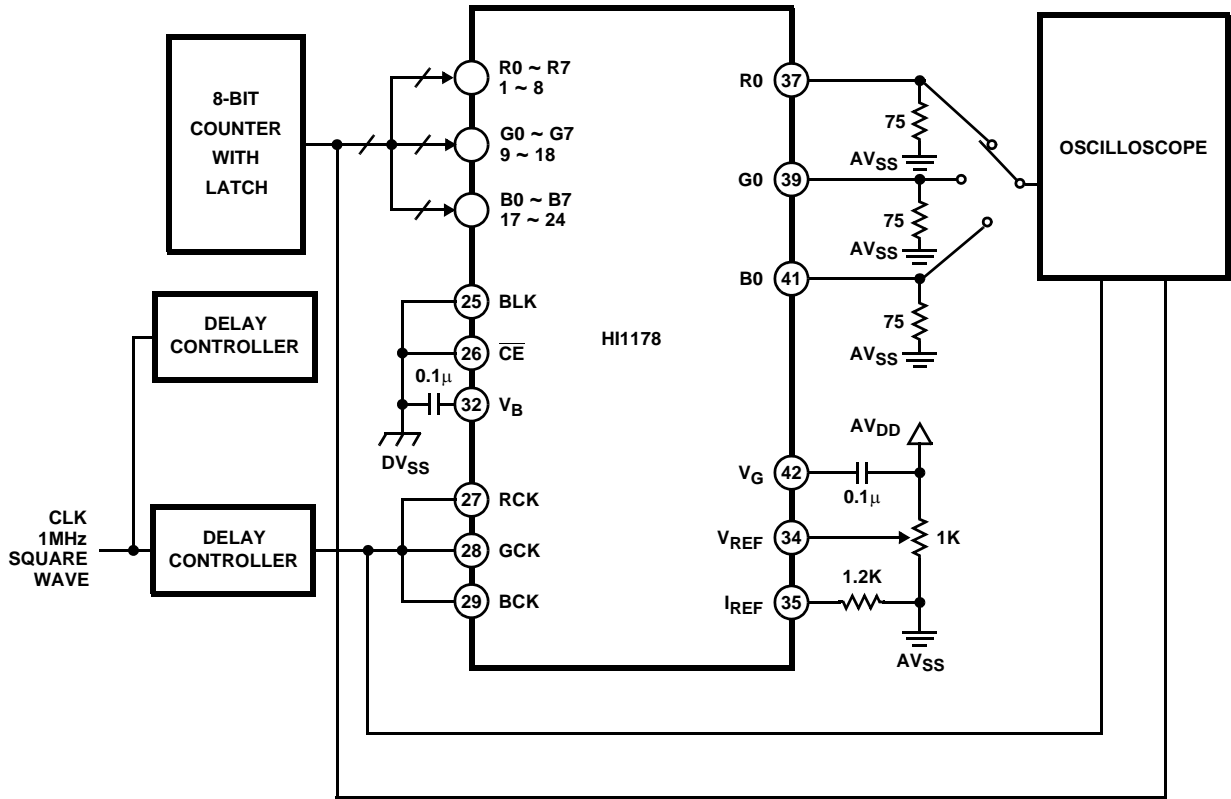 8-BIT
COUNTER
WITH
LATCH
R0 ~ R7
1 ~ 8
G0 ~ G7
9 ~ 18
B0 ~ B7
17 ~ 24
DELAY
CONTROLLER
CLK
1MHz
SQUARE
WAVE
DELAY
CONTROLLER
25 BLK
26 CE
0.1μ
32 VB
DVSS
27 RCK
28 GCK
29 BCK
HI1178
R0 37
75
AVSS
G0 39
75
AVSS
B0 41
75
AVSS
OSCILLOSCOPE
AVDD
VG 42
0.1μ
VREF 34
1K
1.2K
IREF 35
AVSS